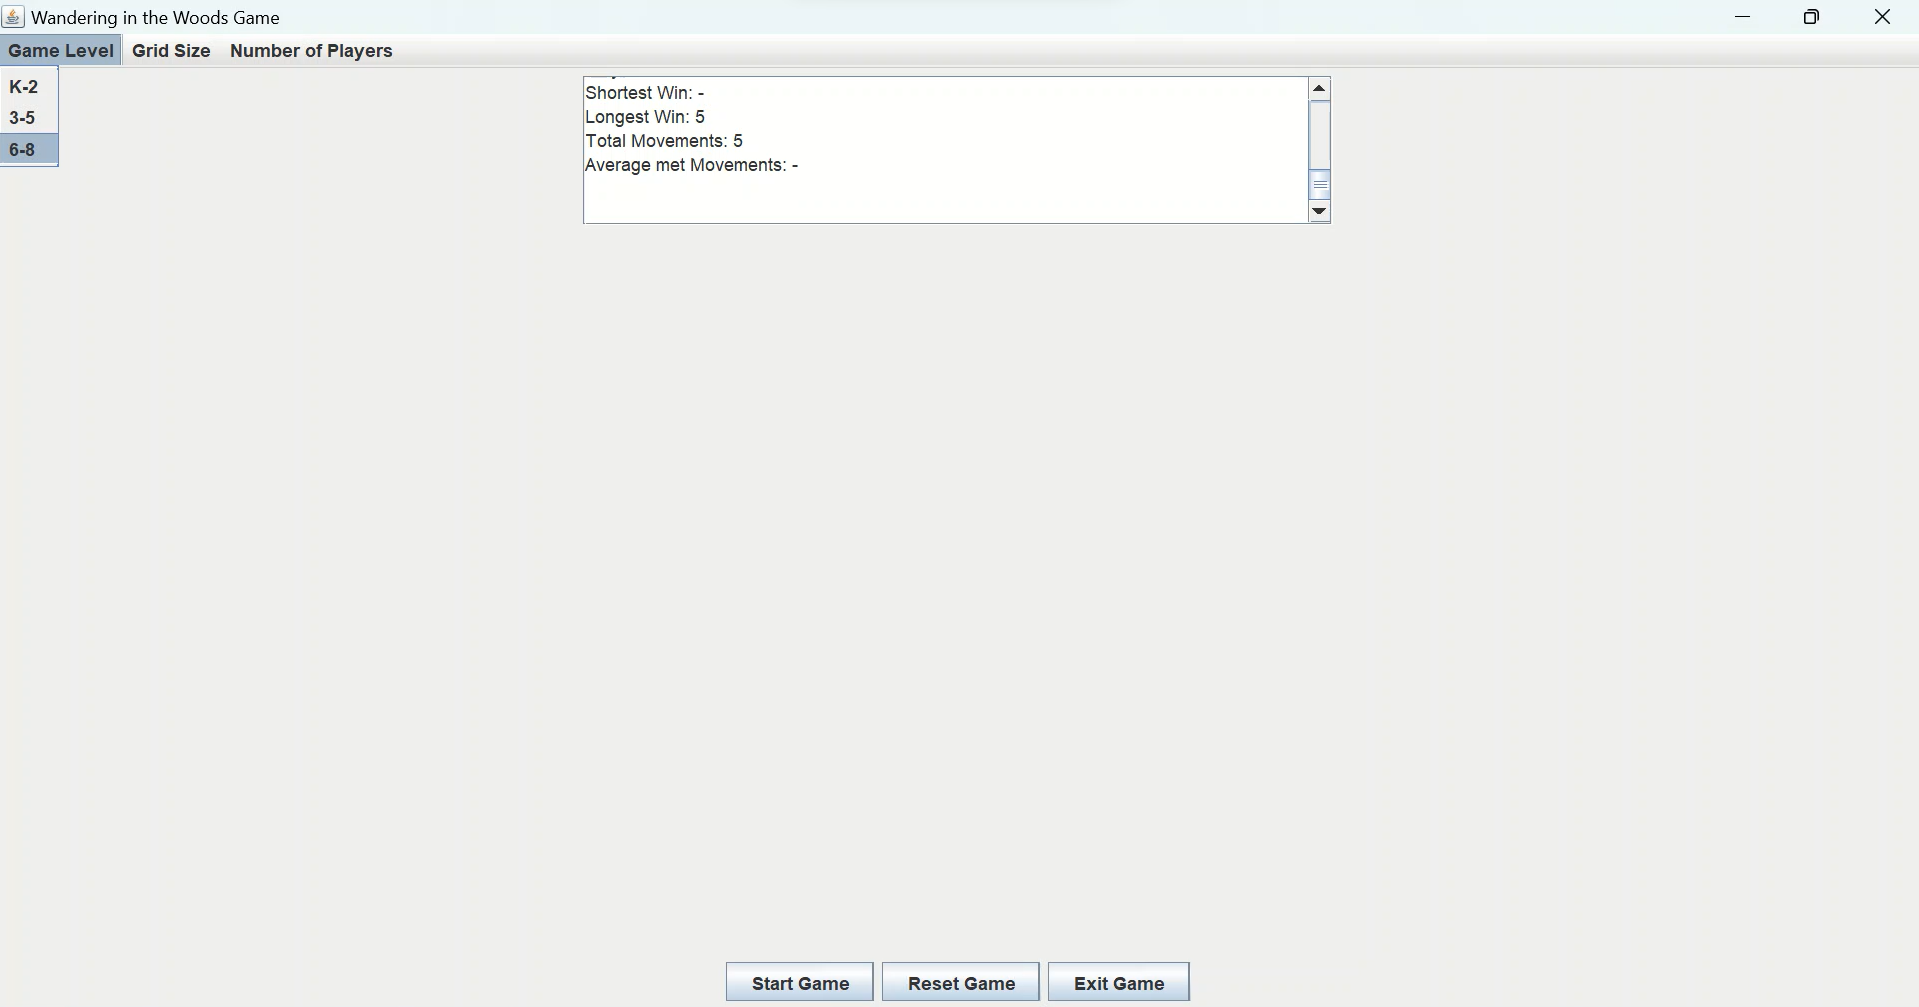 Wandering in the Woods Game
Game Level Grid Size Number of Players
K-2
3-5
6-8
Shortest Win: -
Longest Win: 5
Total Movements: 5
Average met Movements: -
Start Game Reset Game Exit Game